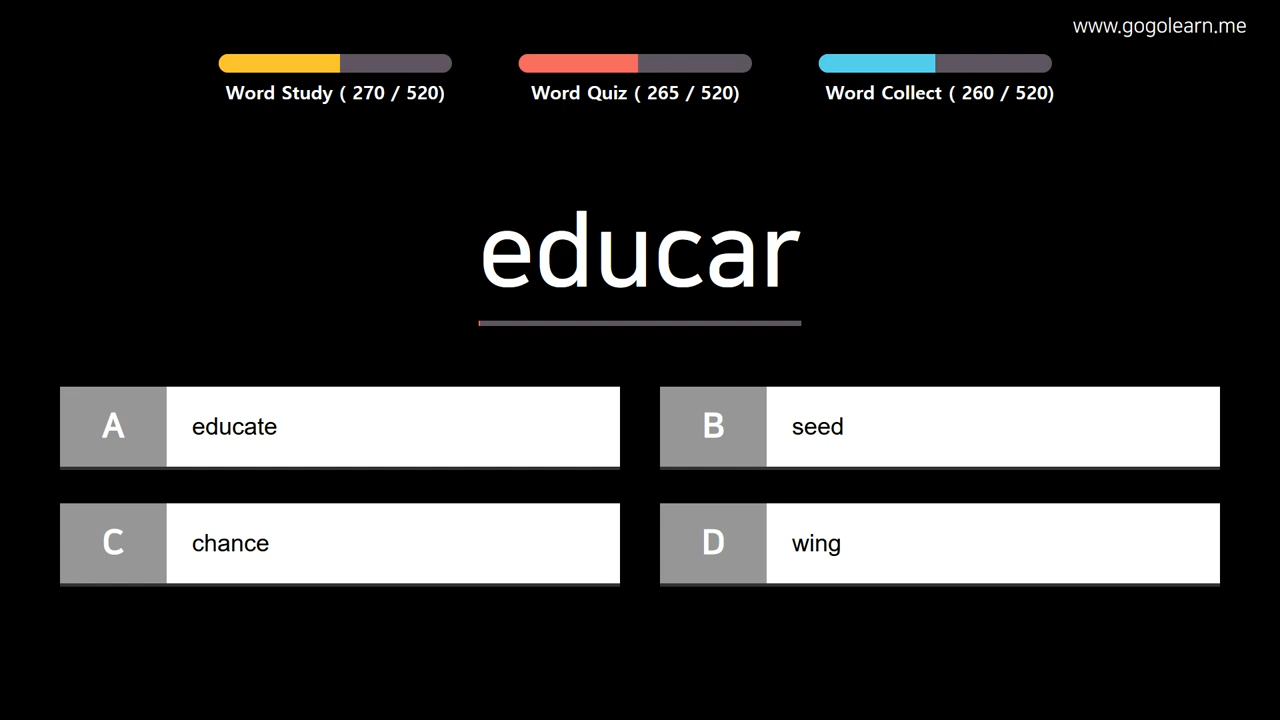 www.gogolearn.me
Word Study ( 270 / 520)
Word Quiz ( 265 / 520)
Word Collect ( 260 / 520)
educar
A educate
B seed
C chance
D wing